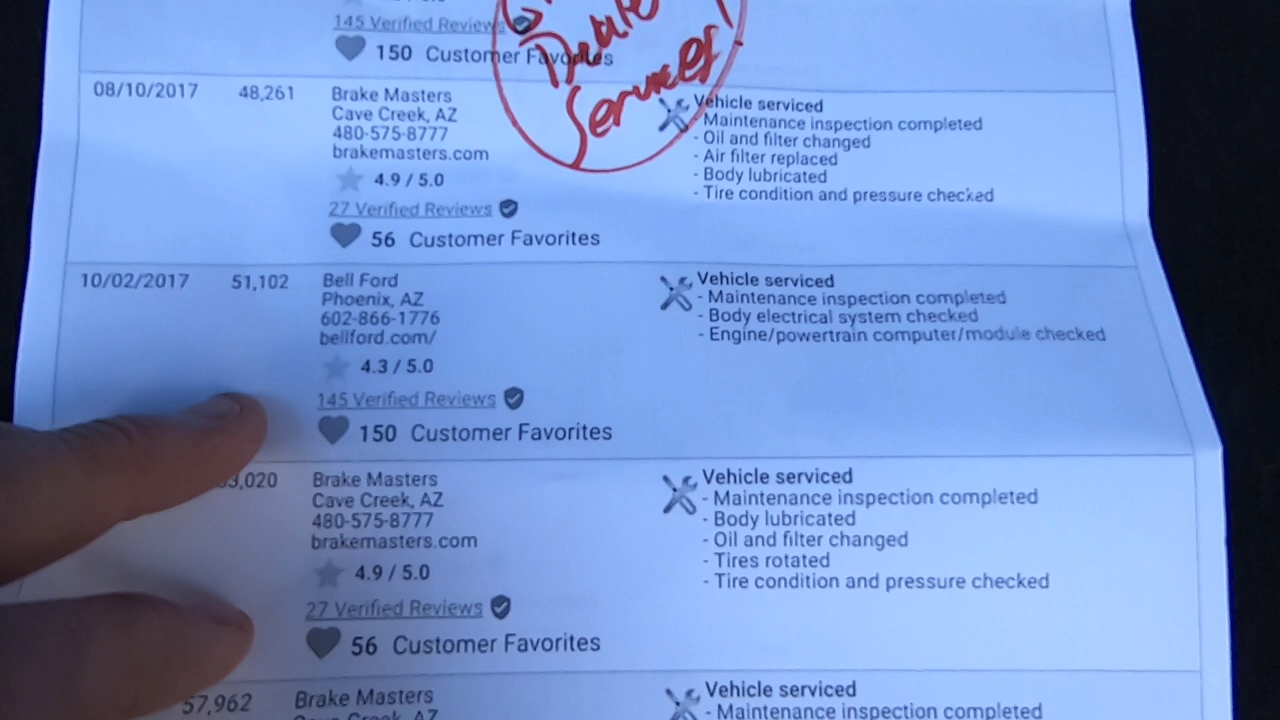 145 Verified Reviews
150 Customer Favorites
Dealer
Services
08/10/2017 48,261 Brake Masters
Cave Creek, AZ
480-575-8777
brakemasters.com
4.9 / 5.0
27 Verified Reviews
56 Customer Favorites
Vehicle serviced
Maintenance inspection completed
- Oil and filter changed
- Air filter replaced
- Body lubricated
- Tire condition and pressure checked
10/02/2017 51,102 Bell Ford
Phoenix, AZ
602-866-1776
bellford.com/
4.3 / 5.0
145 Verified Reviews
150 Customer Favorites
Vehicle serviced
- Maintenance inspection completed
- Body electrical system checked
- Engine/powertrain computer/module checked
3,020 Brake Masters
Cave Creek, AZ
480-575-8777
brakemasters.com
4.9 / 5.0
27 Verified Reviews
56 Customer Favorites
Vehicle serviced
- Maintenance inspection completed
- Body lubricated
- Oil and filter changed
- Tires rotated
- Tire condition and pressure checked
57,962 Brake Masters
Cave Creek, AZ
Vehicle serviced
- Maintenance inspection completed